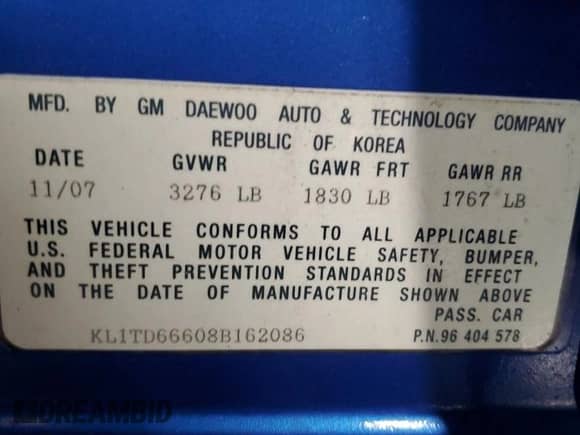 MFD. BY GM DAEWOO AUTO & TECHNOLOGY COMPANY
REPUBLIC OF KOREA
DATE GVWR GAWR FRT GAWR RR
11/07 3276 LB 1830 LB 1767 LB
THIS VEHICLE CONFORMS TO ALL APPLICABLE
U.S. FEDERAL MOTOR VEHICLE SAFETY, BUMPER,
AND THEFT PREVENTION STANDARDS IN EFFECT
ON THE DATE OF MANUFACTURE SHOWN ABOVE
PASS. CAR
KL1TD66608B162086 P.N.96 404 578
DREAMBID